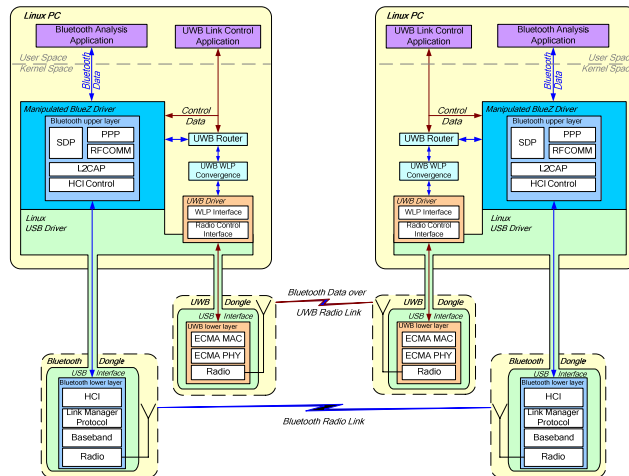 Linux PC
Bluetooth Analysis
Application
UWB Link Control
Application
User Space
Kernel Space
Bluetooth
Data
Control
Data
Manipulated BlueZ Driver
Bluetooth upper layer
SDP
PPP
RFCOMM
L2CAP
HCI Control
UWB Router
UWB WLP
Convergence
UWB Driver
WLP Interface
Radio Control
Interface
Linux
USB Driver
Linux PC
UWB Link Control
Application
Bluetooth Analysis
Application
User Space
Kernel Space
Bluetooth
Data
Control
Data
Manipulated BlueZ Driver
Bluetooth upper layer
SDP
PPP
RFCOMM
L2CAP
HCI Control
UWB Router
UWB WLP
Convergence
UWB Driver
WLP Interface
Radio Control
Interface
Linux
USB Driver
UWB Dongle
USB Interface
UWB lower layer
ECMA MAC
ECMA PHY
Radio
Bluetooth Data over
UWB Radio Link
UWB Dongle
USB Interface
UWB lower layer
ECMA MAC
ECMA PHY
Radio
Bluetooth Dongle
USB Interface
Bluetooth lower layer
HCI
Link Manager
Protocol
Baseband
Radio
Bluetooth Radio Link
Bluetooth Dongle
USB Interface
Bluetooth lower layer
HCI
Link Manager
Protocol
Baseband
Radio